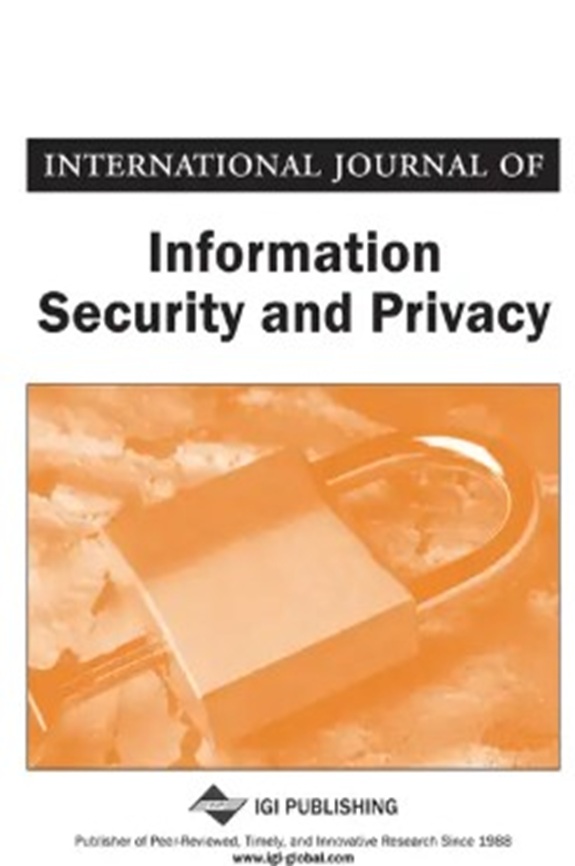 INTERNATIONAL JOURNAL OF
Information
Security and Privacy
IGI PUBLISHING
Publisher of Peer-Reviewed, Timely, and Innovative Research Since 1988
www.igi-global.com